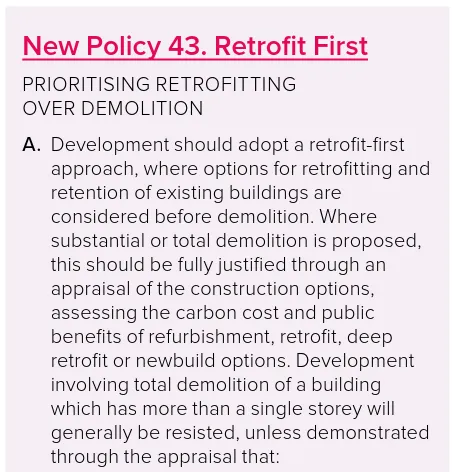 New Policy 43. Retrofit First
PRIORITISING RETROFITTING
OVER DEMOLITION
A. Development should adopt a retrofit-first
approach, where options for retrofitting and
retention of existing buildings are
considered before demolition. Where
substantial or total demolition is proposed,
this should be fully justified through an
appraisal of the construction options,
assessing the carbon cost and public
benefits of refurbishment, retrofit, deep
retrofit or newbuild options. Development
involving total demolition of a building
which has more than a single storey will
generally be resisted, unless demonstrated
through the appraisal that: